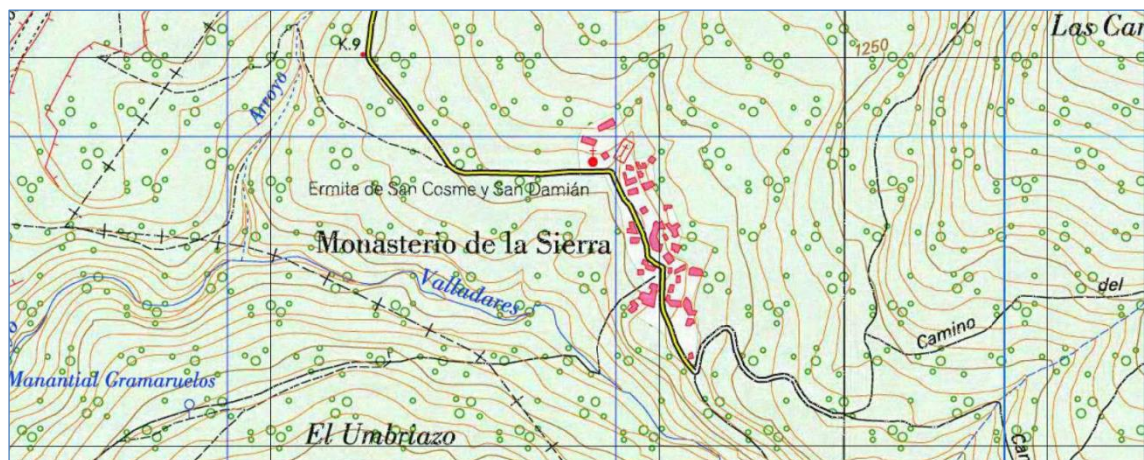 Las Car
K.9
1250
Arroyo
Ermita de San Cosme y San Damián
Monasterio de la Sierra
Valladares
del
Camino
Manantial Gramaruelos
El Umbriazo